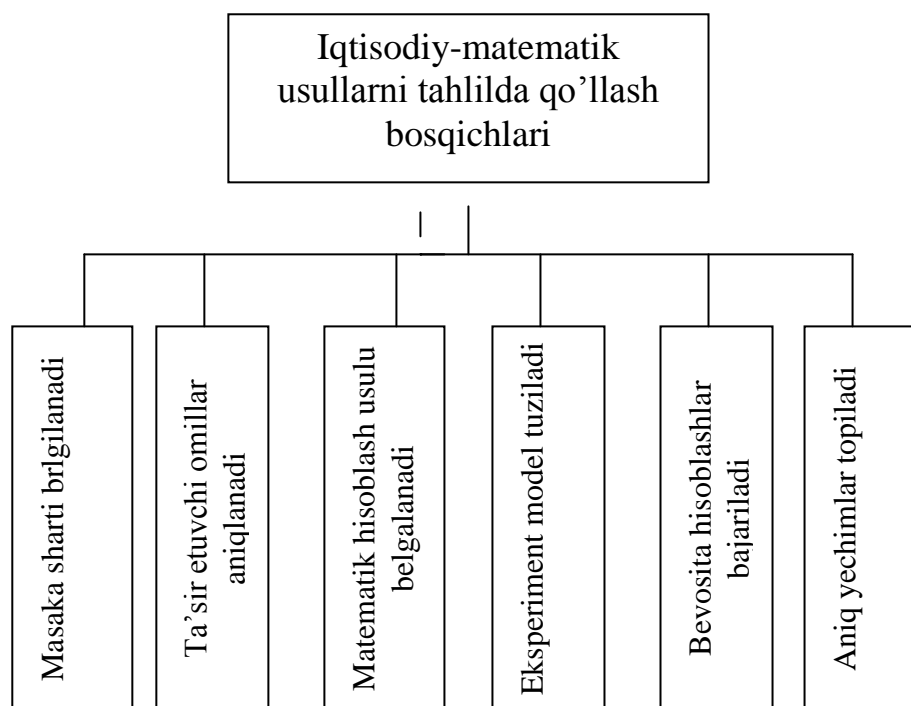 Iqtisodiy-matematik
usullarni tahlilda qo’llash
bosqichlari
Masaka sharti brlgilanadi
Ta’sir etuvchi omillar
aniqlanadi
Matematik hisoblash usulu
belgalanadi
Eksperiment model tuziladi
Bevosita hisoblashlar
bajariladi
Aniq yechimlar topiladi